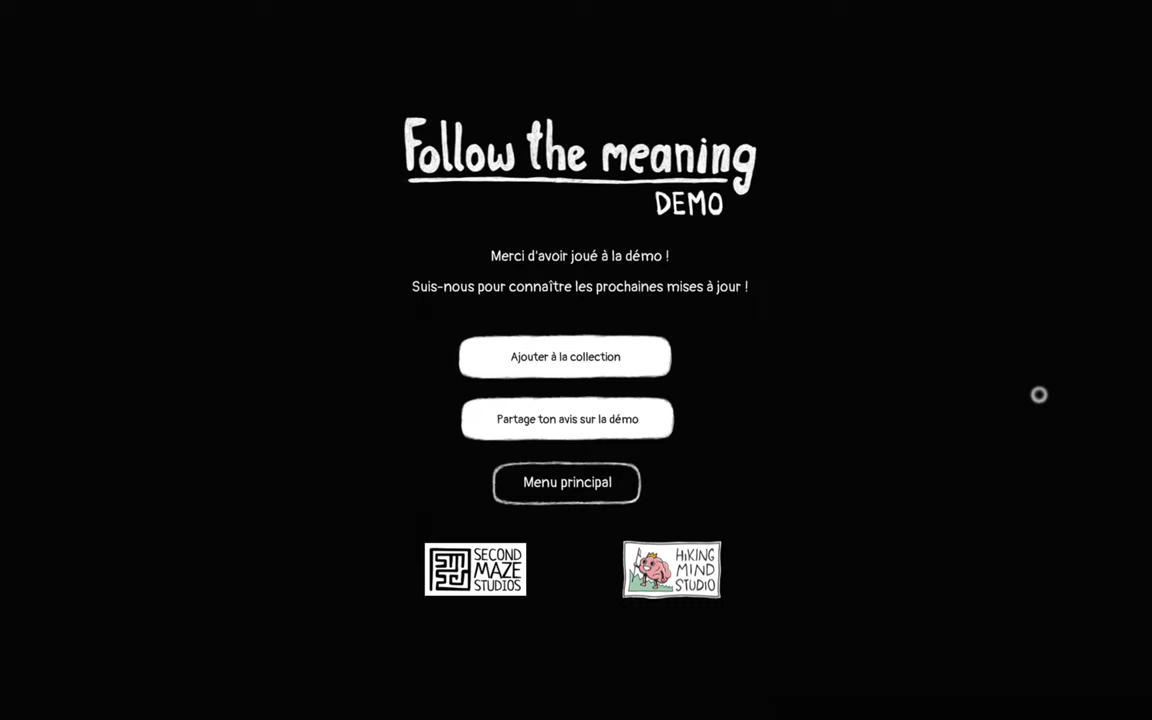 Follow the meaning
DEMO
Merci d'avoir joué à la démo !
Suis-nous pour connaître les prochaines mises à jour !
Ajouter à la collection
Partage ton avis sur la démo
Menu principal
SECOND
MAZE
STUDIOS
HIKING
MIND
STUDIO